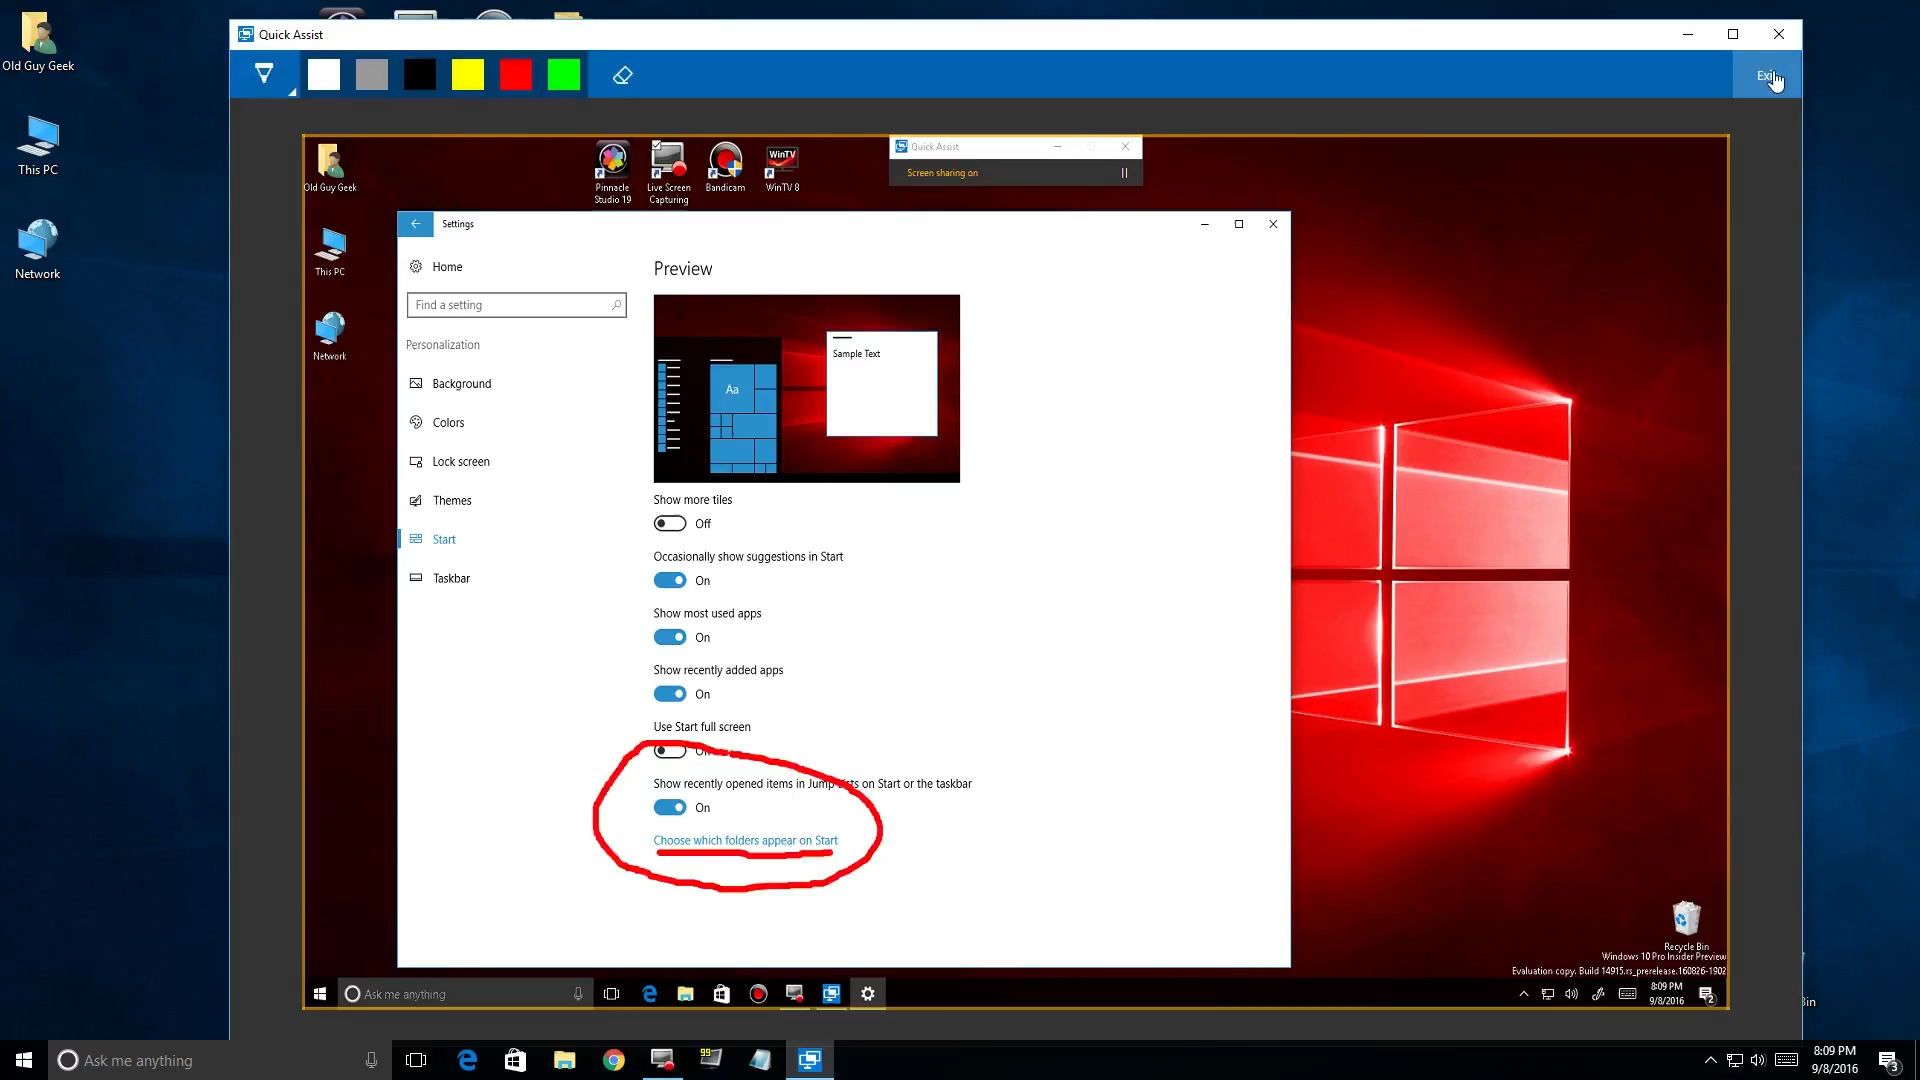 Old Guy Geek
This PC
Network
Quick Assist
Old Guy Geek
This PC
Network
Pinnacle
Studio 19
Live Screen
Capturing
Bandicam
WinTV
WinTV 8
Quick Assist
Screen sharing on
Settings
Home
Find a setting
Personalization
Background
Colors
Lock screen
Themes
Start
Taskbar
Preview
Sample Text
Aa
Show more tiles
Off
Occasionally show suggestions in Start
On
Show most used apps
On
Show recently added apps
On
Use Start full screen
Show recently opened items in Jump on Start or the taskbar
On
Choose which folders appear on Start
Recycle Bin
Windows 10 Pro Insider Preview
Evaluation copy. Build 14915.rs_prerelease.160826-1902
Ask me anything
8:09 PM
9/8/2016
2
Ask me anything
99
8:09 PM
9/8/2016
3